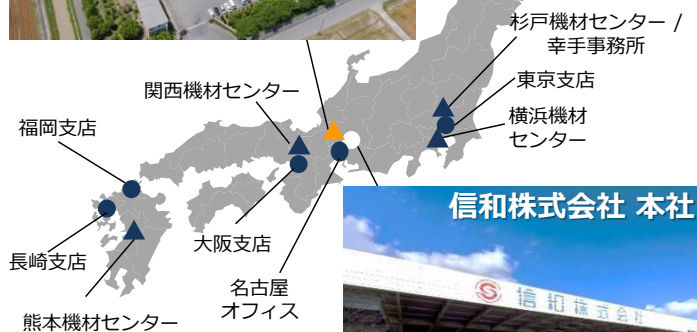 杉戸機材センター /
幸手事務所
東京支店
関西機材センター
横浜機材
センター
福岡支店
信和株式会社 本社
大阪支店
長崎支店
名古屋
オフィス
信和株式会社
熊本機材センター